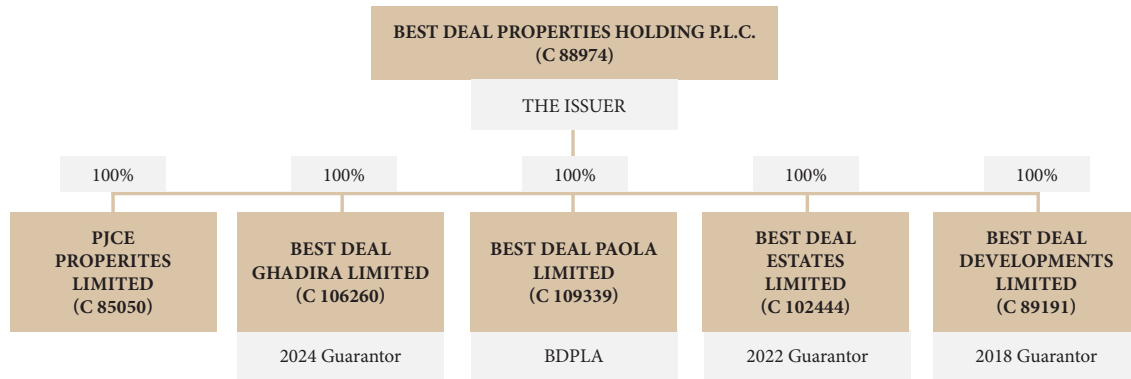 BEST DEAL PROPERTIES HOLDING P.L.C.
(C 88974)
THE ISSUER
100%
100%
100%
100%
100%
PJCE
PROPERITES
LIMITED
(C 85050)
BEST DEAL
GHADIRA LIMITED
(C 106260)
2024 Guarantor
BEST DEAL PAOLA
LIMITED
(C 109339)
BDPLA
BEST DEAL
ESTATES
LIMITED
(C 102444)
2022 Guarantor
BEST DEAL
DEVELOPMENTS
LIMITED
(C 89191)
2018 Guarantor